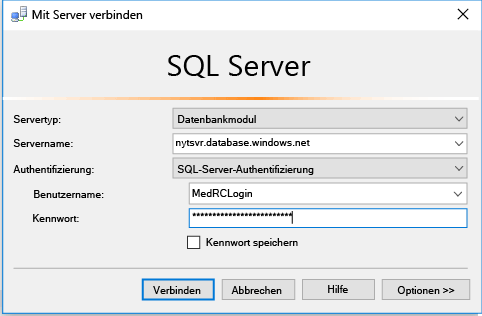 Mit Server verbinden
SQL Server
Servertyp: Datenbankmodul
Servername: nytsvr.database.windows.net
Authentifizierung: SQL-Server-Authentifizierung
Benutzername: MedRCLogin
Kennwort: *************************
Kennwort speichern
Verbinden Abbrechen Hilfe Optionen >>